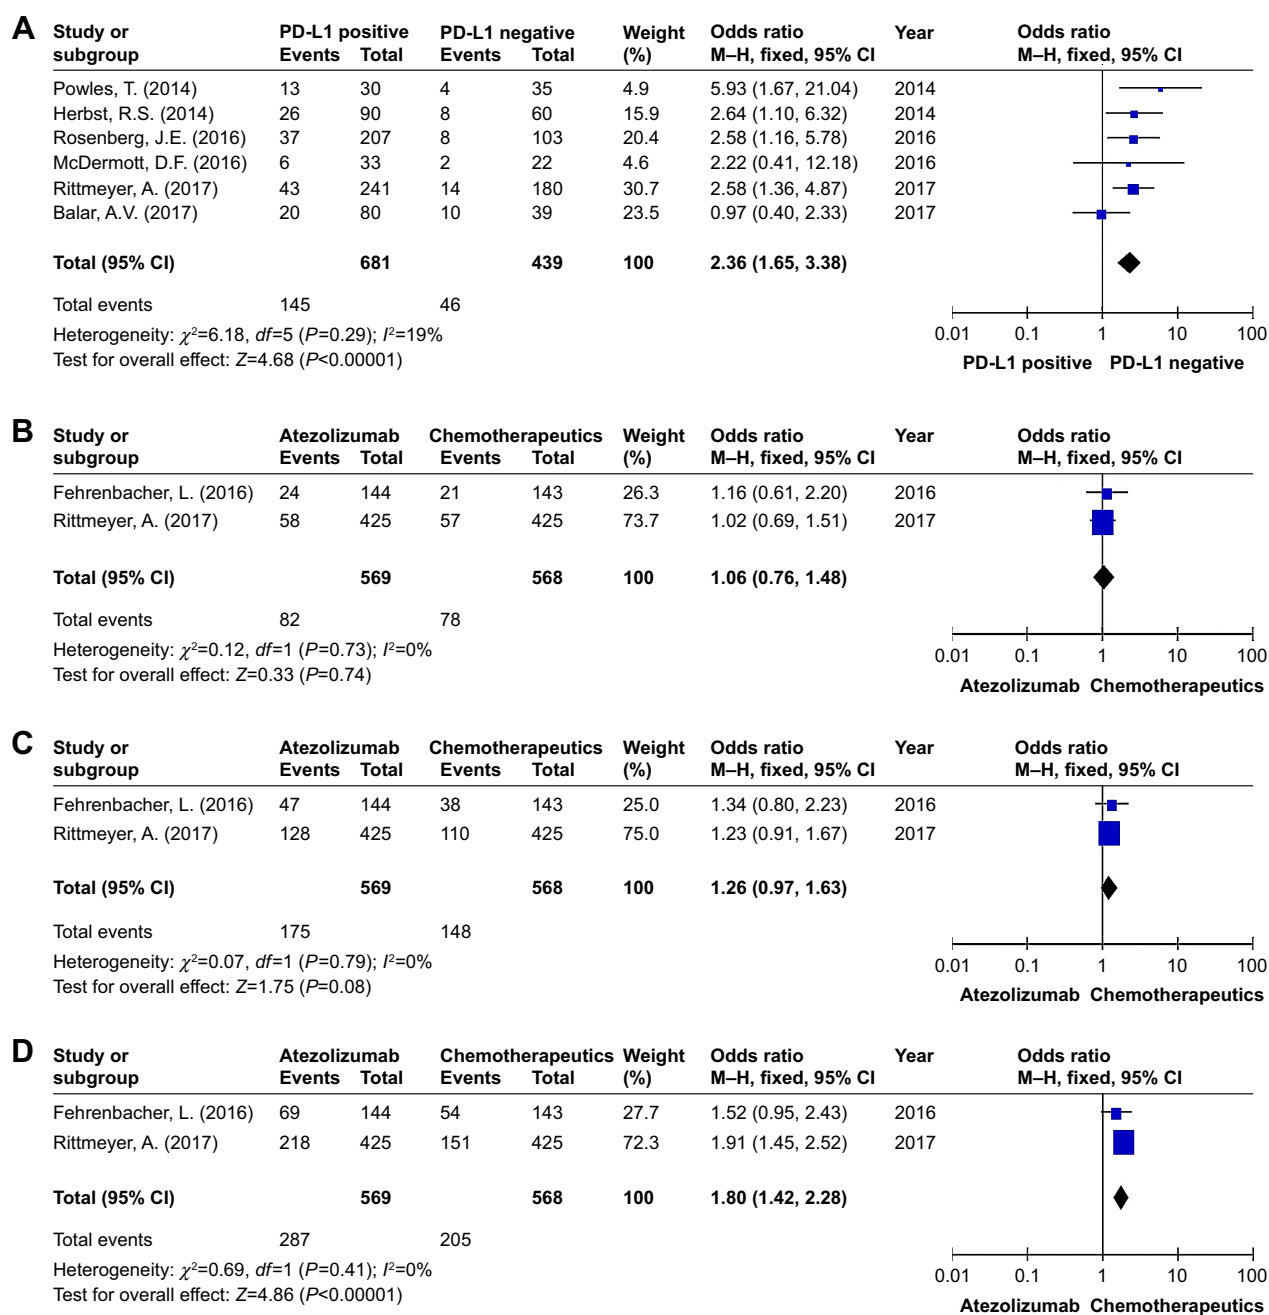 A
Study or subgroup PD-L1 positive Events Total PD-L1 negative Events Total Weight (%) Odds ratio M–H, fixed, 95% CI Year Odds ratio M–H, fixed, 95% CI
Powles, T. (2014) 13 30 4 35 4.9 5.93 (1.67, 21.04) 2014
Herbst, R.S. (2014) 26 90 8 60 15.9 2.64 (1.10, 6.32) 2014
Rosenberg, J.E. (2016) 37 207 8 103 20.4 2.58 (1.16, 5.78) 2016
McDermott, D.F. (2016) 6 33 2 22 4.6 2.22 (0.41, 12.18) 2016
Rittmeyer, A. (2017) 43 241 14 180 30.7 2.58 (1.36, 4.87) 2017
Balar, A.V. (2017) 20 80 10 39 23.5 0.97 (0.40, 2.33) 2017
Total (95% CI) 681 439 100 2.36 (1.65, 3.38)
Total events 145 46
Heterogeneity: χ²=6.18, df=5 (P=0.29); I²=19%
Test for overall effect: Z=4.68 (P<0.00001)
0.01 0.1 1 10 100
PD-L1 positive PD-L1 negative
B
Study or subgroup Atezolizumab Events Total Chemotherapeutics Events Total Weight (%) Odds ratio M–H, fixed, 95% CI Year Odds ratio M–H, fixed, 95% CI
Fehrenbacher, L. (2016) 24 144 21 143 26.3 1.16 (0.61, 2.20) 2016
Rittmeyer, A. (2017) 58 425 57 425 73.7 1.02 (0.69, 1.51) 2017
Total (95% CI) 569 568 100 1.06 (0.76, 1.48)
Total events 82 78
Heterogeneity: χ²=0.12, df=1 (P=0.73); I²=0%
Test for overall effect: Z=0.33 (P=0.74)
0.01 0.1 1 10 100
Atezolizumab Chemotherapeutics
C
Study or subgroup Atezolizumab Events Total Chemotherapeutics Events Total Weight (%) Odds ratio M–H, fixed, 95% CI Year Odds ratio M–H, fixed, 95% CI
Fehrenbacher, L. (2016) 47 144 38 143 25.0 1.34 (0.80, 2.23) 2016
Rittmeyer, A. (2017) 128 425 110 425 75.0 1.23 (0.91, 1.67) 2017
Total (95% CI) 569 568 100 1.26 (0.97, 1.63)
Total events 175 148
Heterogeneity: χ²=0.07, df=1 (P=0.79); I²=0%
Test for overall effect: Z=1.75 (P=0.08)
0.01 0.1 1 10 100
Atezolizumab Chemotherapeutics
D
Study or subgroup Atezolizumab Events Total Chemotherapeutics Events Total Weight (%) Odds ratio M–H, fixed, 95% CI Year Odds ratio M–H, fixed, 95% CI
Fehrenbacher, L. (2016) 69 144 54 143 27.7 1.52 (0.95, 2.43) 2016
Rittmeyer, A. (2017) 218 425 151 425 72.3 1.91 (1.45, 2.52) 2017
Total (95% CI) 569 568 100 1.80 (1.42, 2.28)
Total events 287 205
Heterogeneity: χ²=0.69, df=1 (P=0.41); I²=0%
Test for overall effect: Z=4.86 (P<0.00001)
0.01 0.1 1 10 100
Atezolizumab Chemotherapeutics